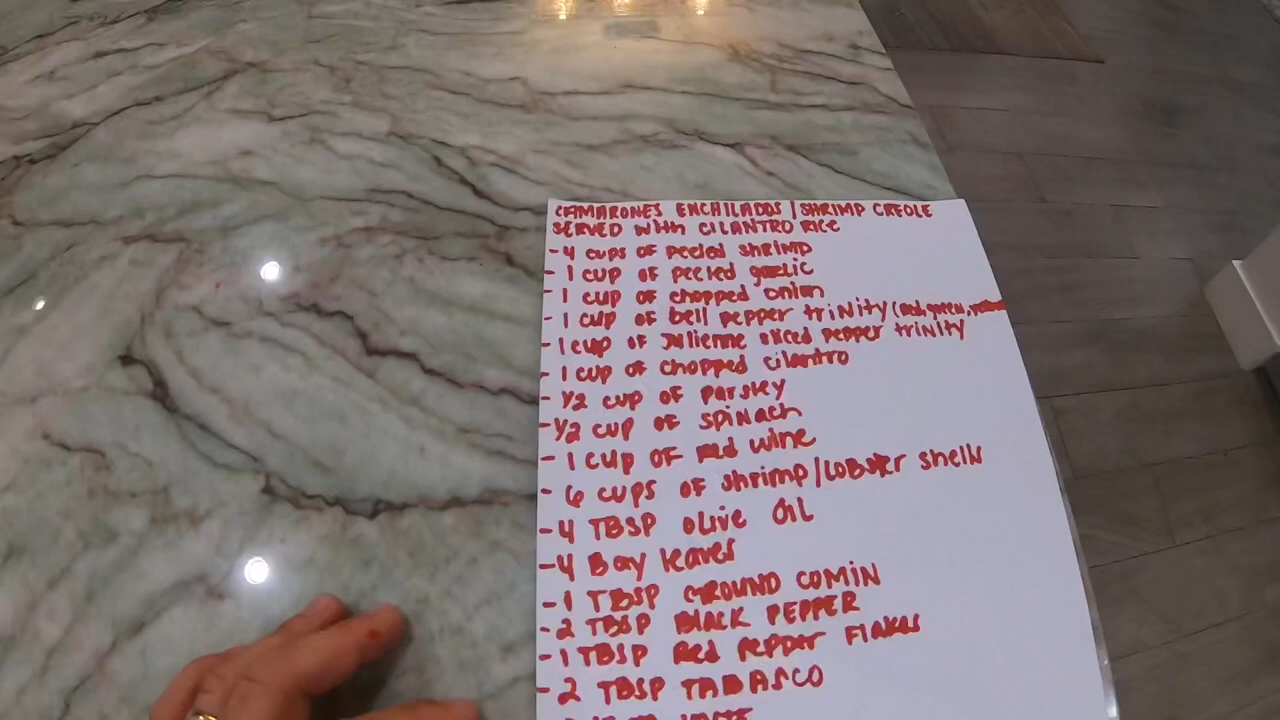 CAMARONES ENCHILADOS / SHRIMP CREOLE
SERVED With CILANTRO RICE
- 4 cups OF peeled shrimp
- 1 cup OF peeled garlic
- 1 cup OF chopped onion
- 1 cup OF bell pepper triNity (red, green,
- 1 cup OF Julienne sliced pepper triNity
- 1 cup OF chopped cilantro
- 1/2 cup OF parsley
- 1/2 cup OF SpiNach
- 1 cup OF red wine
- 6 cups OF shrimp/LOBSter shells
- 4 TBSP Olive OIL
- 4 Bay leaves
- 1 TBSP GROUND COMIN
- 2 TBSP BLACK PEPPER
- 1 TBSP Red pepper Flakes
- 2 TBSP TABASCO